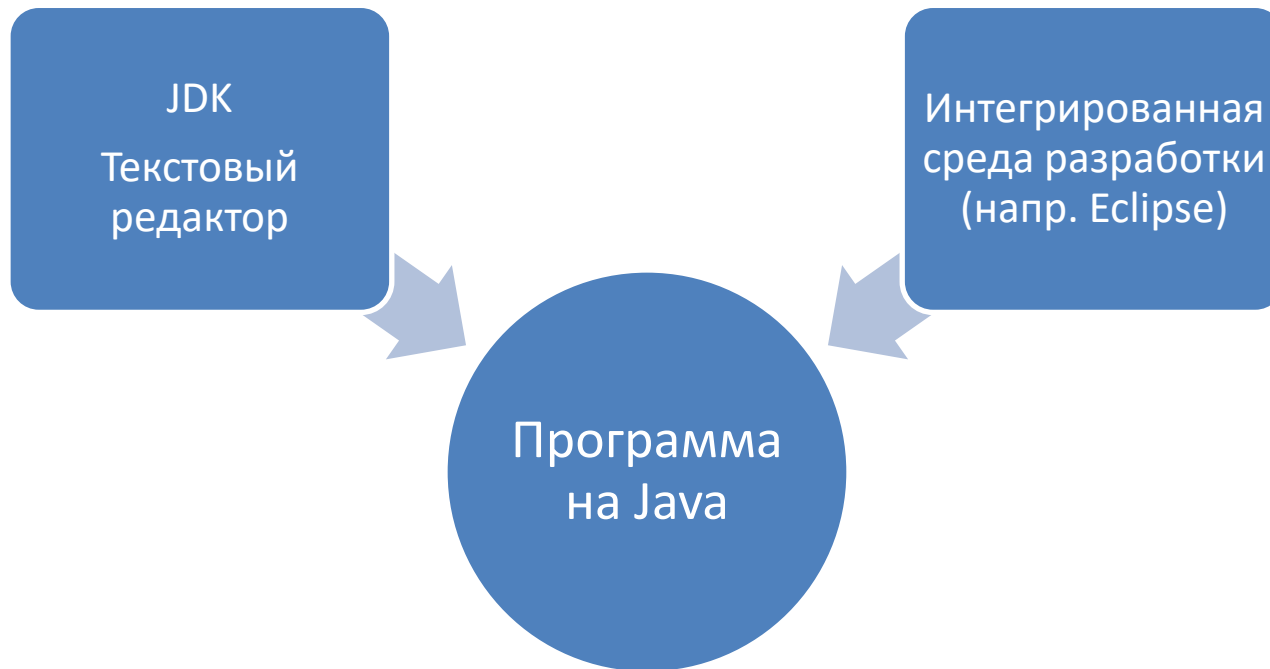 JDK
Текстовый
редактор
Интегрированная
среда разработки
(напр. Eclipse)
Программа
на Java